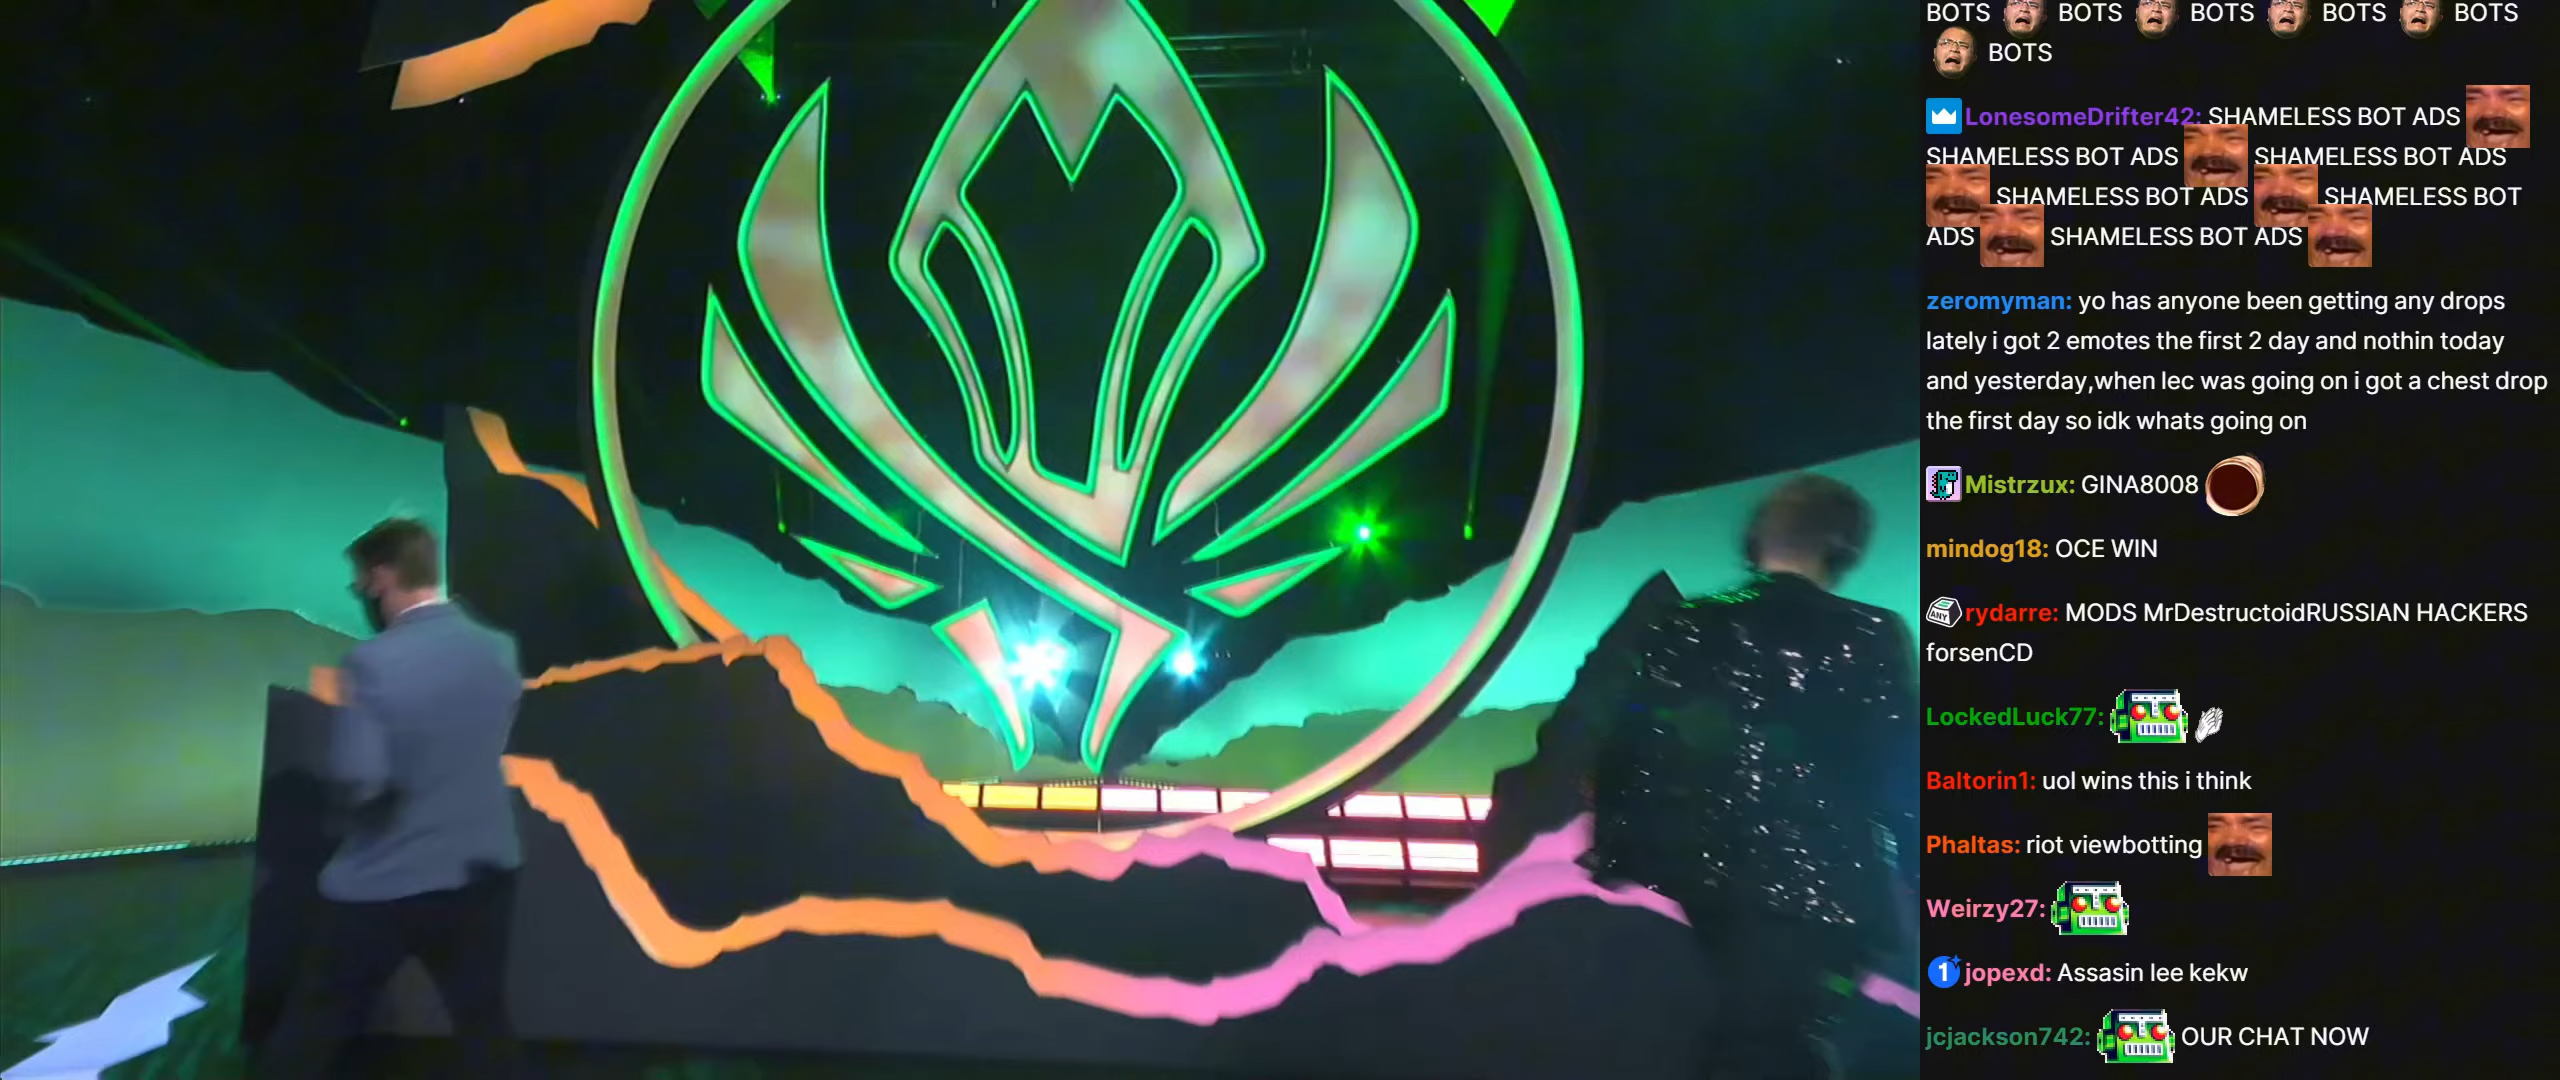 BOTS BOTS BOTS BOTS BOTS
BOTS
LonesomeDrifter42: SHAMELESS BOT ADS
SHAMELESS BOT ADS SHAMELESS BOT ADS
SHAMELESS BOT ADS SHAMELESS BOT
ADS SHAMELESS BOT ADS
zeromyman: yo has anyone been getting any drops
lately i got 2 emotes the first 2 day and nothin today
and yesterday,when lec was going on i got a chest drop
the first day so idk whats going on
Mistrzux: GINA8008
mindog18: OCE WIN
ANY rydarre: MODS MrDestructoidRUSSIAN HACKERS
forsenCD
LockedLuck77:
Baltorin1: uol wins this i think
Phaltas: riot viewbotting
Weirzy27:
1 jopexd: Assasin lee kekw
jcjackson742: OUR CHAT NOW